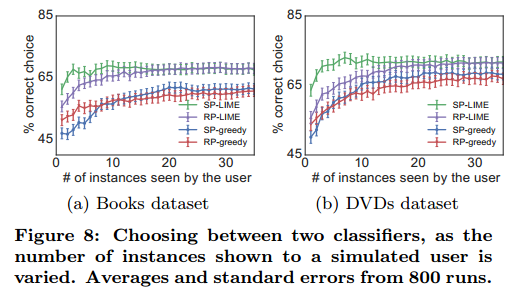 85
65
45
% correct choice
0
10
20
30
SP-LIME
RP-LIME
SP-greedy
RP-greedy
# of instances seen by the user
(a) Books dataset
85
65
45
% correct choice
0
10
20
30
SP-LIME
RP-LIME
SP-greedy
RP-greedy
# of instances seen by the user
(b) DVDs dataset
Figure 8: Choosing between two classifiers, as the
number of instances shown to a simulated user is
varied. Averages and standard errors from 800 runs.